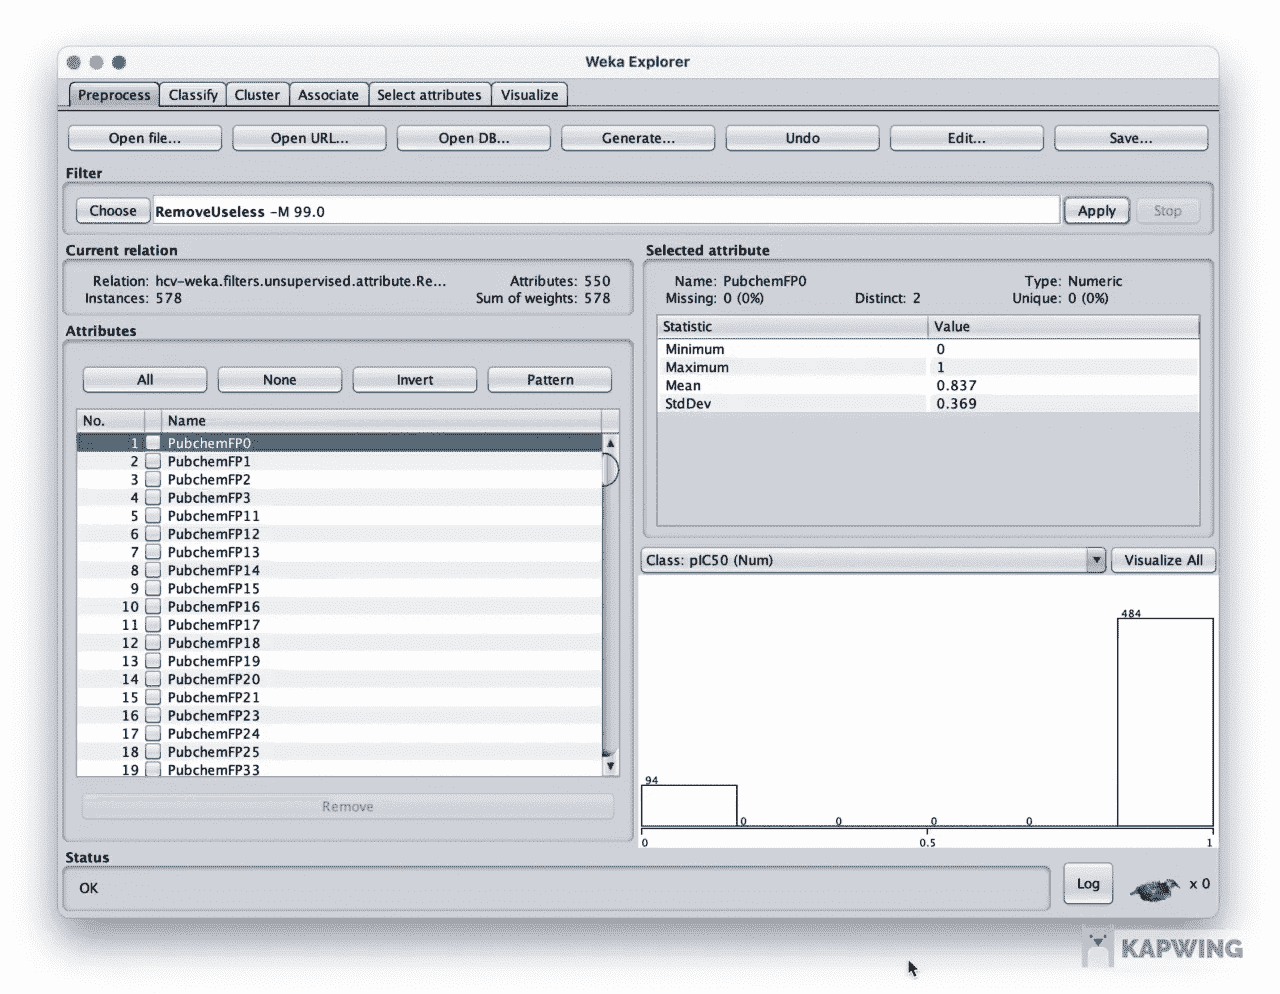 Weka Explorer
Preprocess Classify Cluster Associate Select attributes Visualize
Open file... Open URL... Open DB... Generate... Undo Edit... Save...
Filter
Choose RemoveUseless -M 99.0 Apply Stop
Current relation
Relation: hcv-weka.filters.unsupervised.attribute.Re... Attributes: 550
Instances: 578 Sum of weights: 578
Attributes
All None Invert Pattern
No. Name
1 PubchemFP0
2 PubchemFP1
3 PubchemFP2
4 PubchemFP3
5 PubchemFP11
6 PubchemFP12
7 PubchemFP13
8 PubchemFP14
9 PubchemFP15
10 PubchemFP16
11 PubchemFP17
12 PubchemFP18
13 PubchemFP19
14 PubchemFP20
15 PubchemFP21
16 PubchemFP23
17 PubchemFP24
18 PubchemFP25
19 PubchemFP33
Remove
Selected attribute
Name: PubchemFP0 Type: Numeric
Missing: 0 (0%) Distinct: 2 Unique: 0 (0%)
Statistic Value
Minimum 0
Maximum 1
Mean 0.837
StdDev 0.369
Class: pIC50 (Num) Visualize All
484
94
0 0 0 0
0 0.5 1
Status
OK
Log x 0
KAPWING